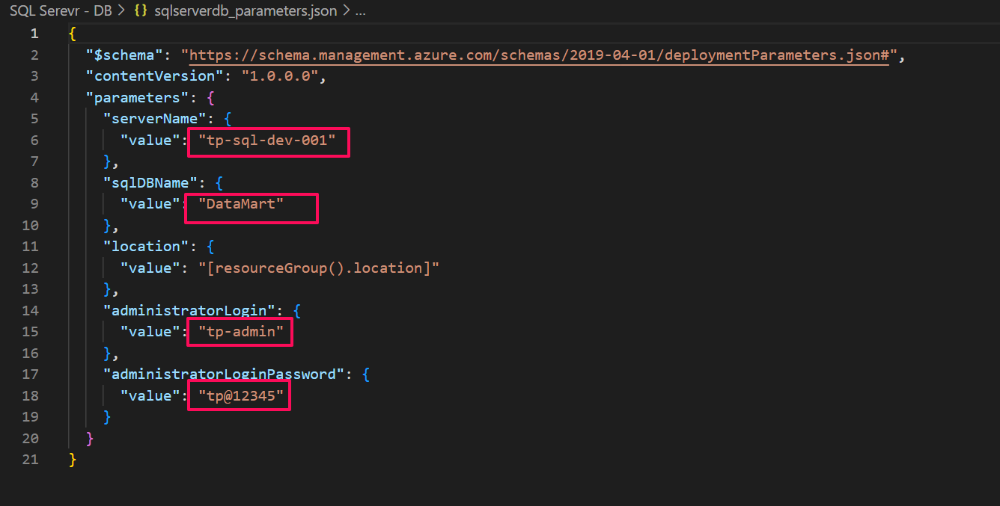 SQL Serevr - DB > {} sqlserverdb_parameters.json > ...
1 {
2 "$schema": "https://schema.management.azure.com/schemas/2019-04-01/deploymentParameters.json#",
3 "contentVersion": "1.0.0.0",
4 "parameters": {
5 "serverName": {
6 "value": "tp-sql-dev-001"
7 },
8 "sqlDBName": {
9 "value": "DataMart"
10 },
11 "location": {
12 "value": "[resourceGroup().location]"
13 },
14 "administratorLogin": {
15 "value": "tp-admin"
16 },
17 "administratorLoginPassword": {
18 "value": "tp@12345"
19 }
20 }
21 }